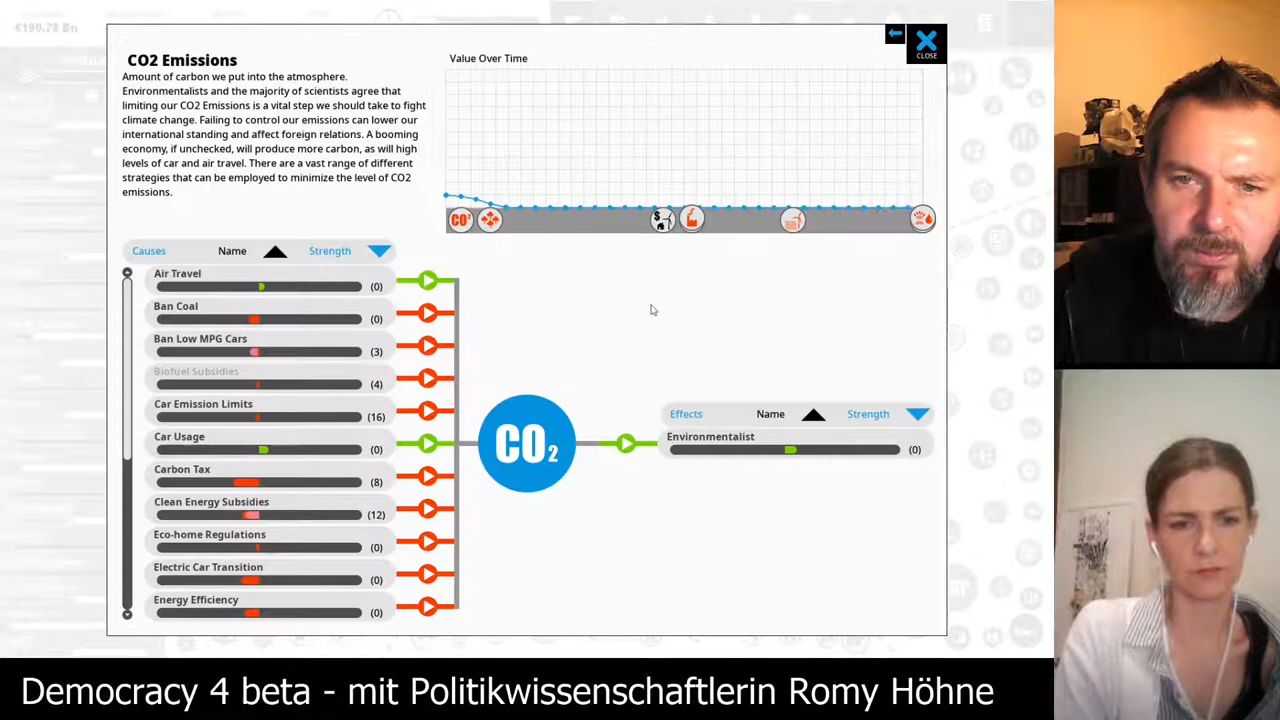 €190.78 Bn
CLOSE
CO2 Emissions
Amount of carbon we put into the atmosphere.
Environmentalists and the majority of scientists agree that
limiting our CO2 Emissions is a vital step we should take to fight
climate change. Failing to control our emissions can lower our
international standing and affect foreign relations. A booming
economy, if unchecked, will produce more carbon, as will high
levels of car and air travel. There are a vast range of different
strategies that can be employed to minimize the level of CO2
emissions.
Value Over Time
CO²
$
Causes Name Strength
Air Travel
(0)
Ban Coal
(0)
Ban Low MPG Cars
(3)
Biofuel Subsidies
(4)
Car Emission Limits
(16)
Car Usage
(0)
Carbon Tax
(8)
Clean Energy Subsidies
(12)
Eco-home Regulations
(0)
Electric Car Transition
(0)
Energy Efficiency
(0)
CO2
Effects Name Strength
Environmentalist
(0)
Democracy 4 beta - mit Politikwissenschaftlerin Romy Höhne